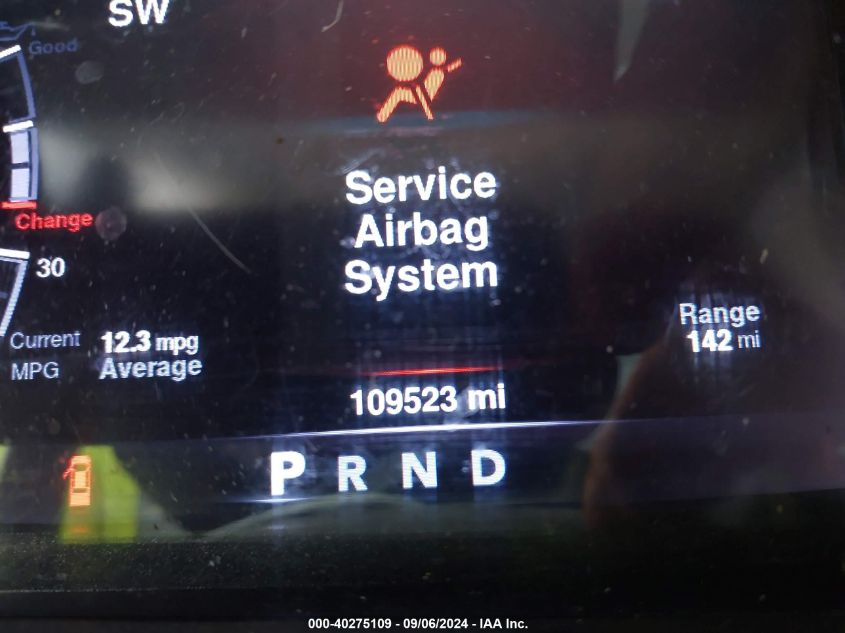 SW
Good
Service
Airbag
System
Change
30
Range
142 mi
Current 12.3 mpg
MPG Average
109523 mi
P R N D
000-40275109 - 09/06/2024 - IAA Inc.